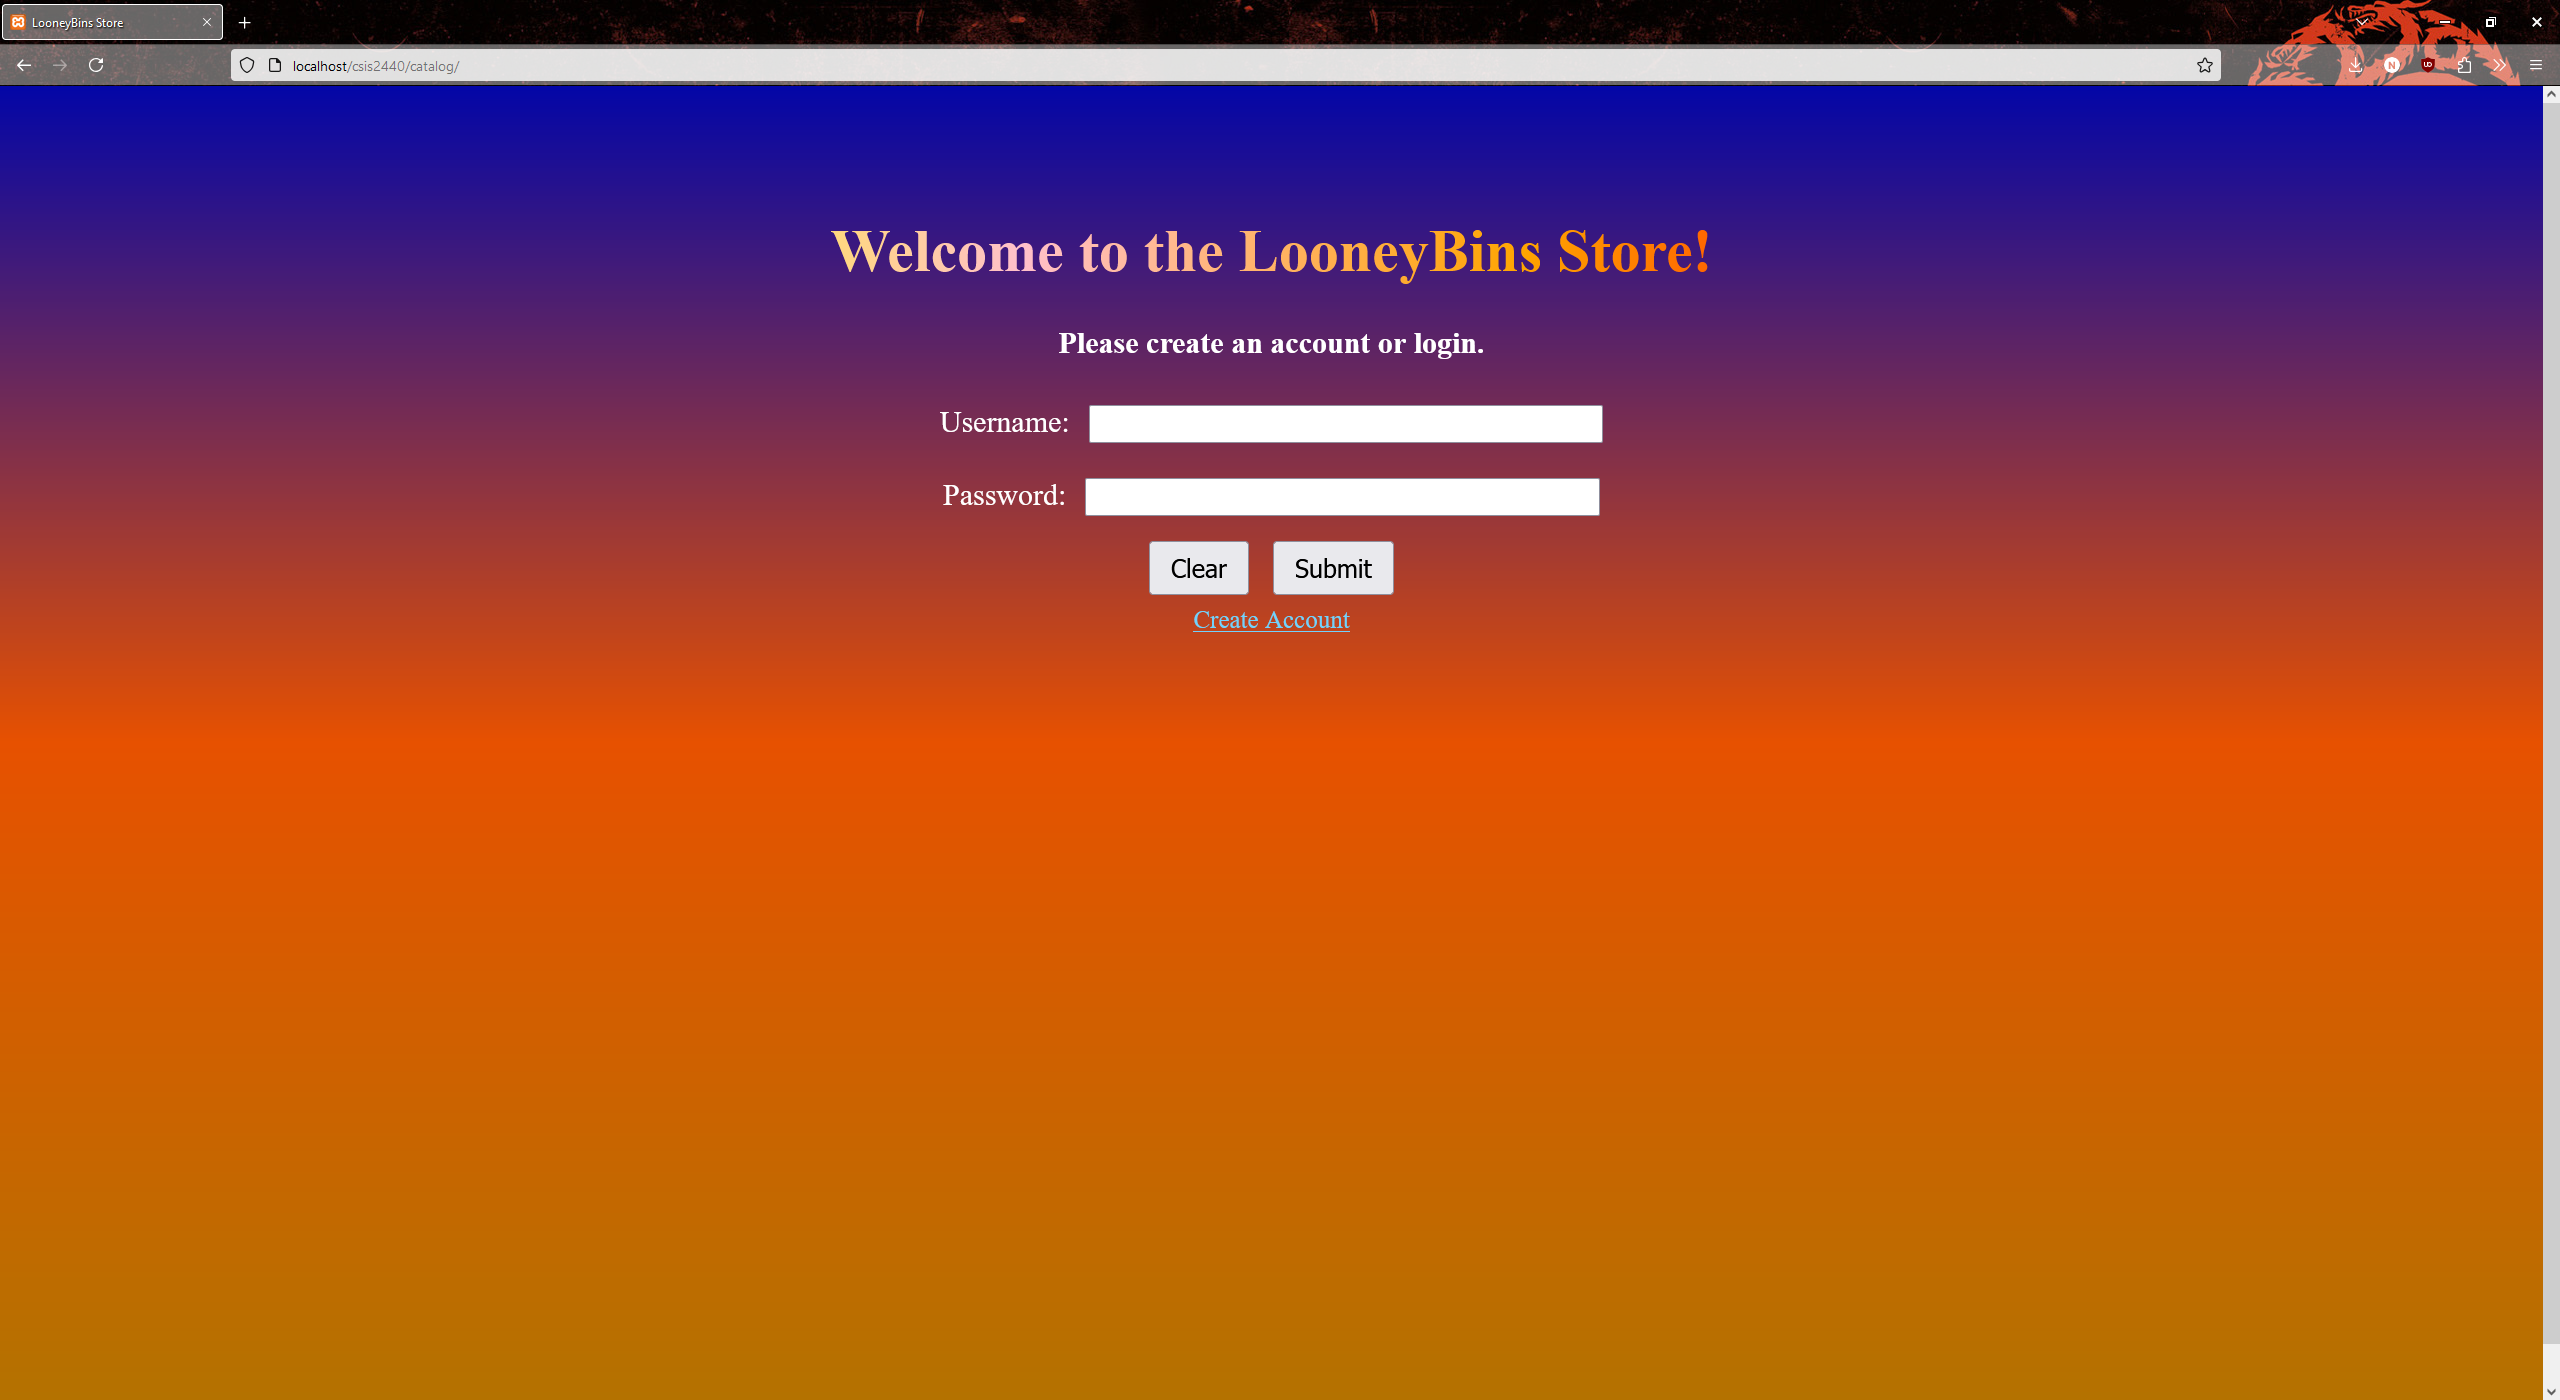 LooneyBins Store
localhost/csis2440/catalog/
Welcome to the LooneyBins Store!
Please create an account or login.
Username:
Password:
Clear Submit
Create Account